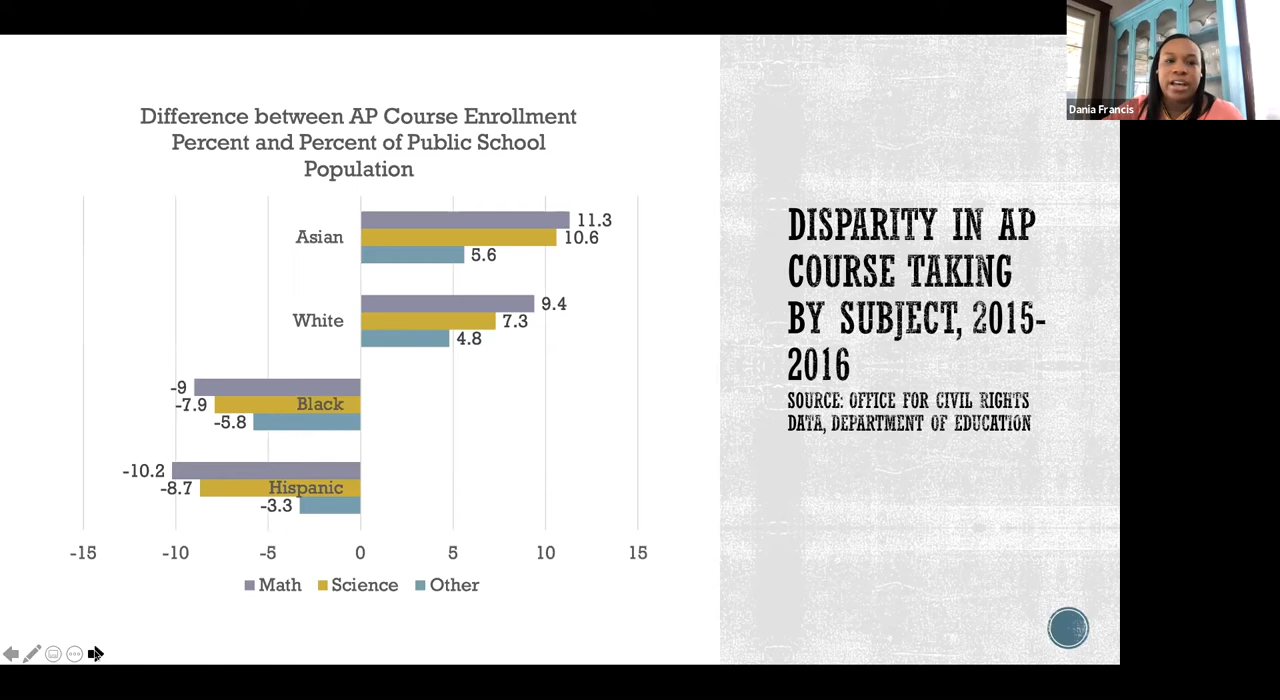 Dania Francis
Difference between AP Course Enrollment
Percent and Percent of Public School
Population
Asian
11.3
10.6
5.6
White
9.4
7.3
4.8
Black
-9
-7.9
-5.8
Hispanic
-10.2
-8.7
-3.3
-15 -10 -5 0 5 10 15
Math Science Other
DISPARITY IN AP
COURSE TAKING
BY SUBJECT, 2015-
2016
SOURCE: OFFICE FOR CIVIL RIGHTS
DATA, DEPARTMENT OF EDUCATION